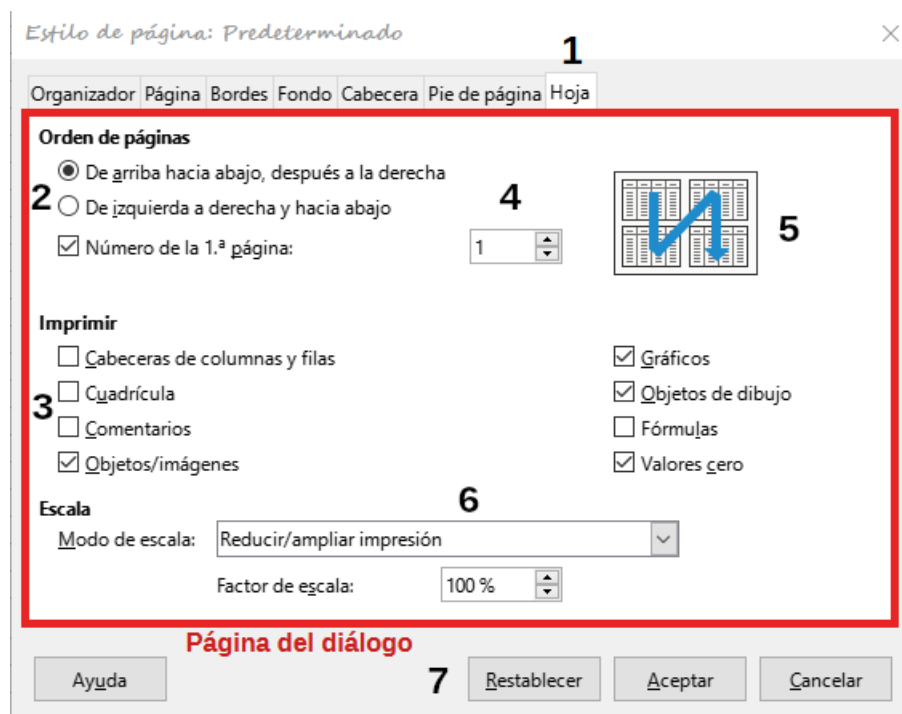 Estilo de página: Predeterminado
1
Organizador Página Bordes Fondo Cabecera Pie de página Hoja
Orden de páginas
De arriba hacia abajo, después a la derecha
2 De izquierda a derecha y hacia abajo
4
5
Número de la 1.ª página: 1
Imprimir
Cabeceras de columnas y filas Gráficos
3 Cuadrícula Objetos de dibujo
Comentarios Fórmulas
Objetos/imágenes Valores cero
6
Escala
Modo de escala: Reducir/ampliar impresión
Factor de escala: 100 %
Página del diálogo
Ayuda 7 Restablecer Aceptar Cancelar